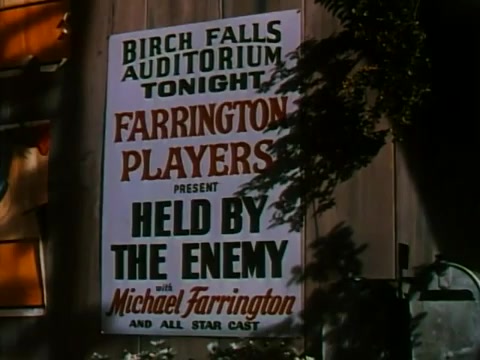 BIRCH FALLS
AUDITORIUM
TONIGHT
FARRINGTON
PLAYERS
PRESENT
HELD BY
THE ENEMY
with
Michael Farrington
AND ALL STAR CAST